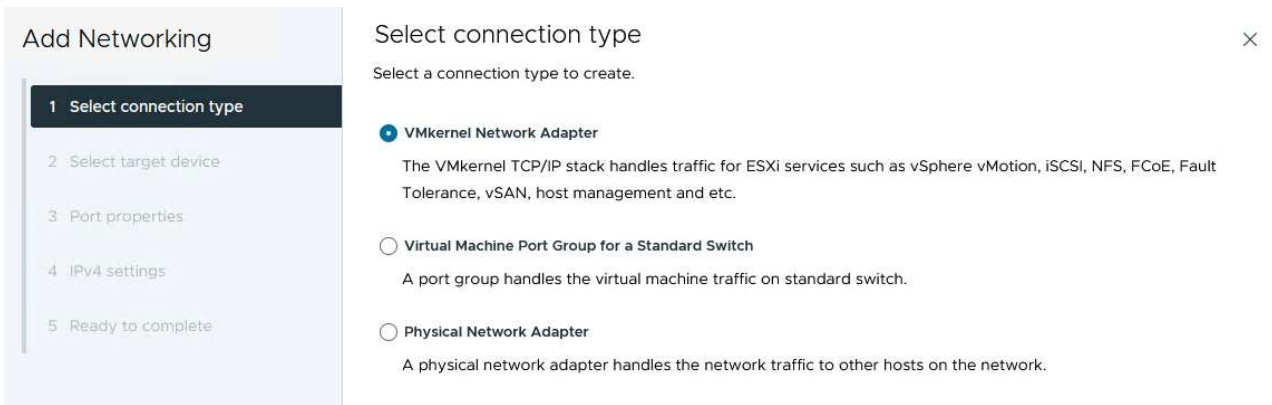 Add Networking
1 Select connection type
2 Select target device
3 Port properties
4 IPv4 settings
5 Ready to complete
Select connection type
Select a connection type to create.
VMkernel Network Adapter
The VMkernel TCP/IP stack handles traffic for ESXi services such as vSphere vMotion, iSCSI, NFS, FCoE, Fault
Tolerance, vSAN, host management and etc.
Virtual Machine Port Group for a Standard Switch
A port group handles the virtual machine traffic on standard switch.
Physical Network Adapter
A physical network adapter handles the network traffic to other hosts on the network.